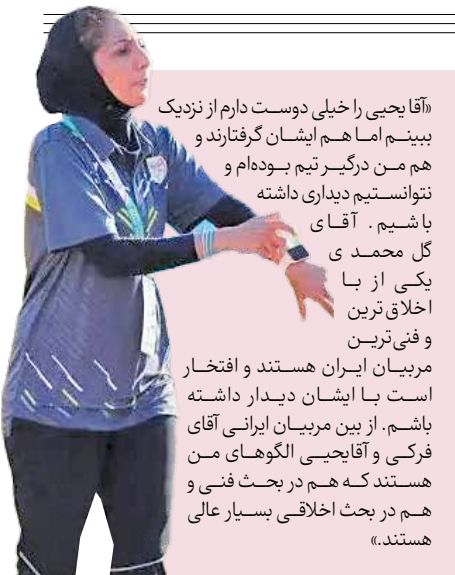 «آقا یحیی را خیلی دوست دارم از نزدیک
ببینم اما هم ایشان گرفتارند و
هم من درگیر تیم بوده‌ام و
نتوانستیم دیداری داشته
باشیم. آقای
گل محمدی
یکی از با
اخلاق‌ترین
و فنی‌ترین
مربیان ایران هستند و افتخار
است با ایشان دیدار داشته
باشم. از بین مربیان ایرانی آقای
فرکی و آقایحیی الگوهای من
هستند که هم در بحث فنی و
هم در بحث اخلاقی بسیار عالی
هستند.»